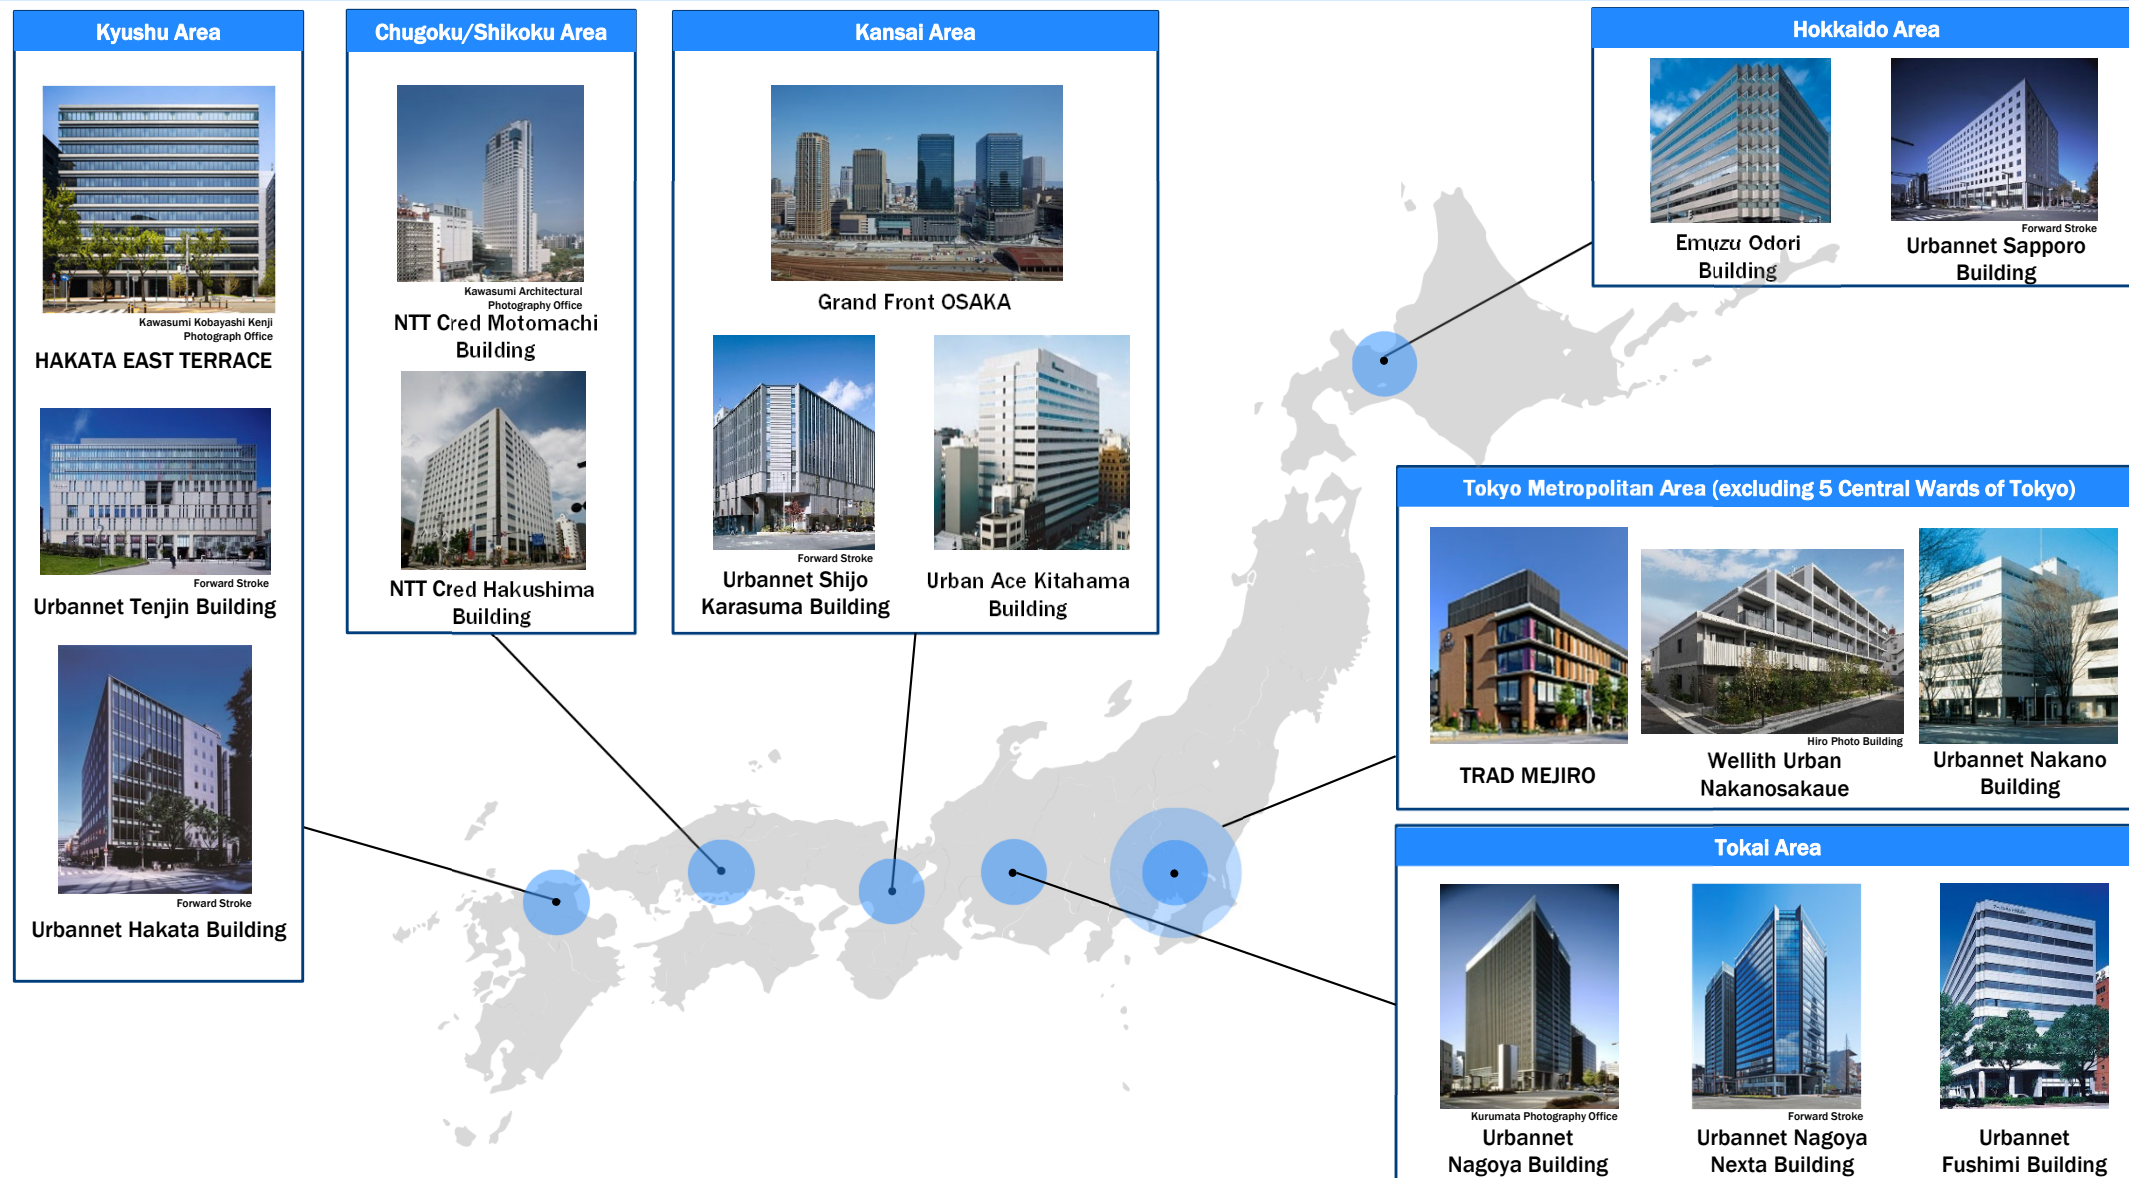 Kyushu Area
Kawasumi Kobayashi Kenji
Photograph Office
HAKATA EAST TERRACE
Forward Stroke
Urbannet Tenjin Building
Forward Stroke
Urbannet Hakata Building
Chugoku/Shikoku Area
Kawasumi Architectural
Photography Office
NTT Cred Motomachi
Building
NTT Cred Hakushima
Building
Kansai Area
Grand Front OSAKA
Forward Stroke
Urbannet Shijo
Karasuma Building
Urban Ace Kitahama
Building
Hokkaido Area
Emuzu Odori
Building
Forward Stroke
Urbannet Sapporo
Building
Tokyo Metropolitan Area (excluding 5 Central Wards of Tokyo)
TRAD MEJIRO
Hiro Photo Building
Wellith Urban
Nakanosakaue
Urbannet Nakano
Building
Tokai Area
Kurumata Photography Office
Urbannet
Nagoya Building
Forward Stroke
Urbannet Nagoya
Nexta Building
Urbannet
Fushimi Building